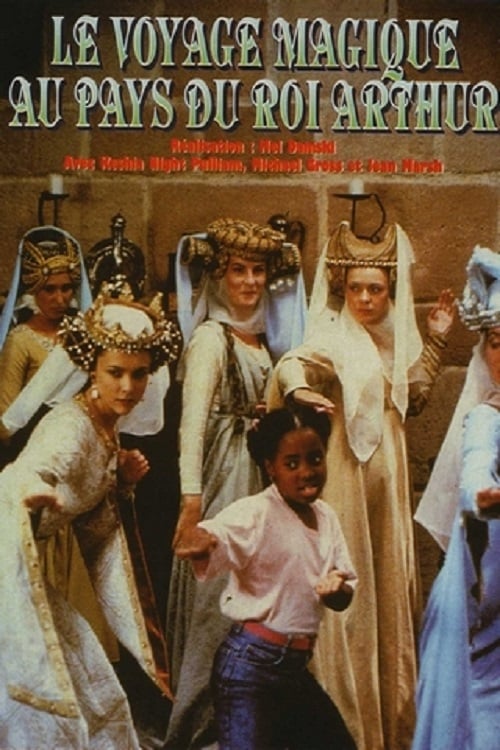 LE VOYAGE MAGIQUE
AU PAYS DU ROI ARTHUR
Réalisation : Mel Damski
Avec Keshia Night Pulliam, Michael Gross et Jean Marsh